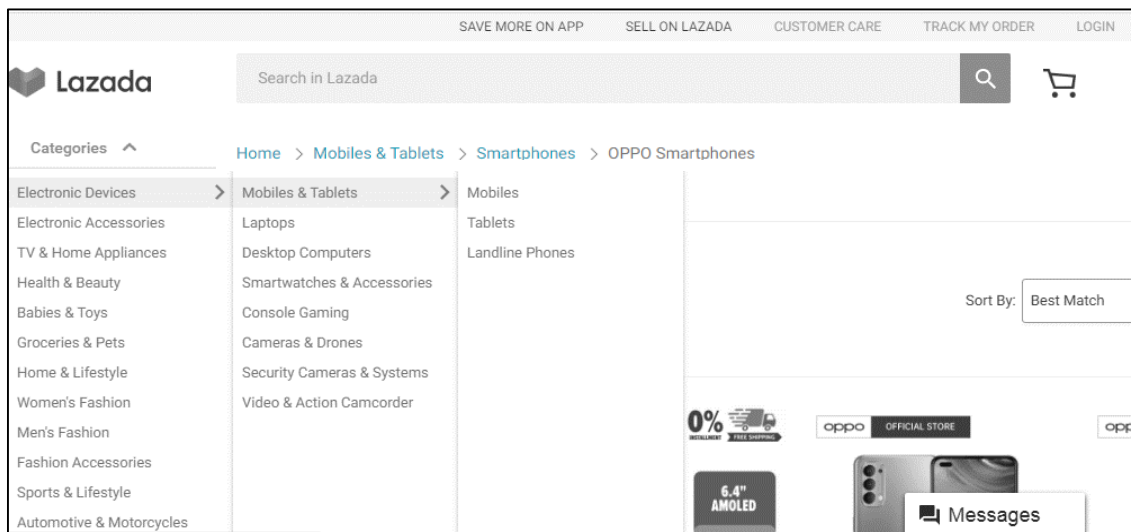 SAVE MORE ON APP SELL ON LAZADA CUSTOMER CARE TRACK MY ORDER LOGIN
Lazada
Search in Lazada
Categories
Home > Mobiles & Tablets > Smartphones > OPPO Smartphones
Electronic Devices > Mobiles & Tablets > Mobiles
Electronic Accessories Laptops Tablets
TV & Home Appliances Desktop Computers Landline Phones
Health & Beauty Smartwatches & Accessories
Babies & Toys Console Gaming
Groceries & Pets Cameras & Drones
Home & Lifestyle Security Cameras & Systems
Women's Fashion Video & Action Camcorder
Men's Fashion
Fashion Accessories
Sports & Lifestyle
Automotive & Motorcycles
Sort By: Best Match
0%
INSTALLMENT FREE SHIPPING
oppo OFFICIAL STORE
opp
6.4"
AMOLED
Messages